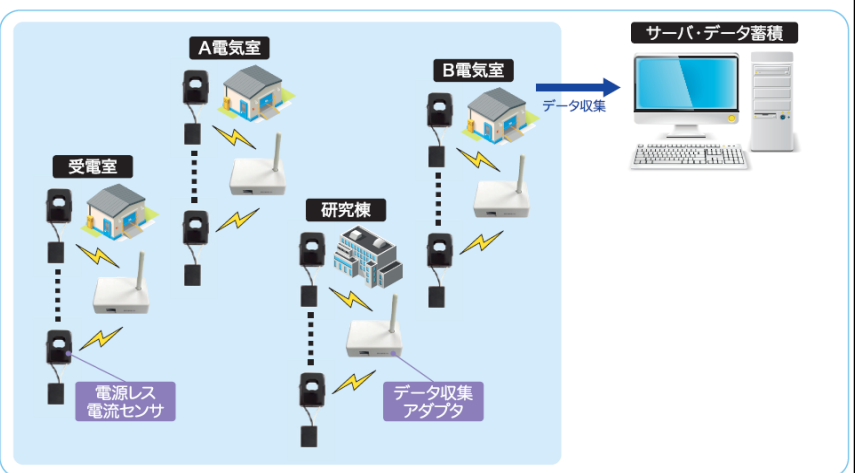 サーバ・データ蓄積
A電気室
B電気室
データ収集
受電室
研究棟
電源レス
電流センサ
データ収集
アダプタ